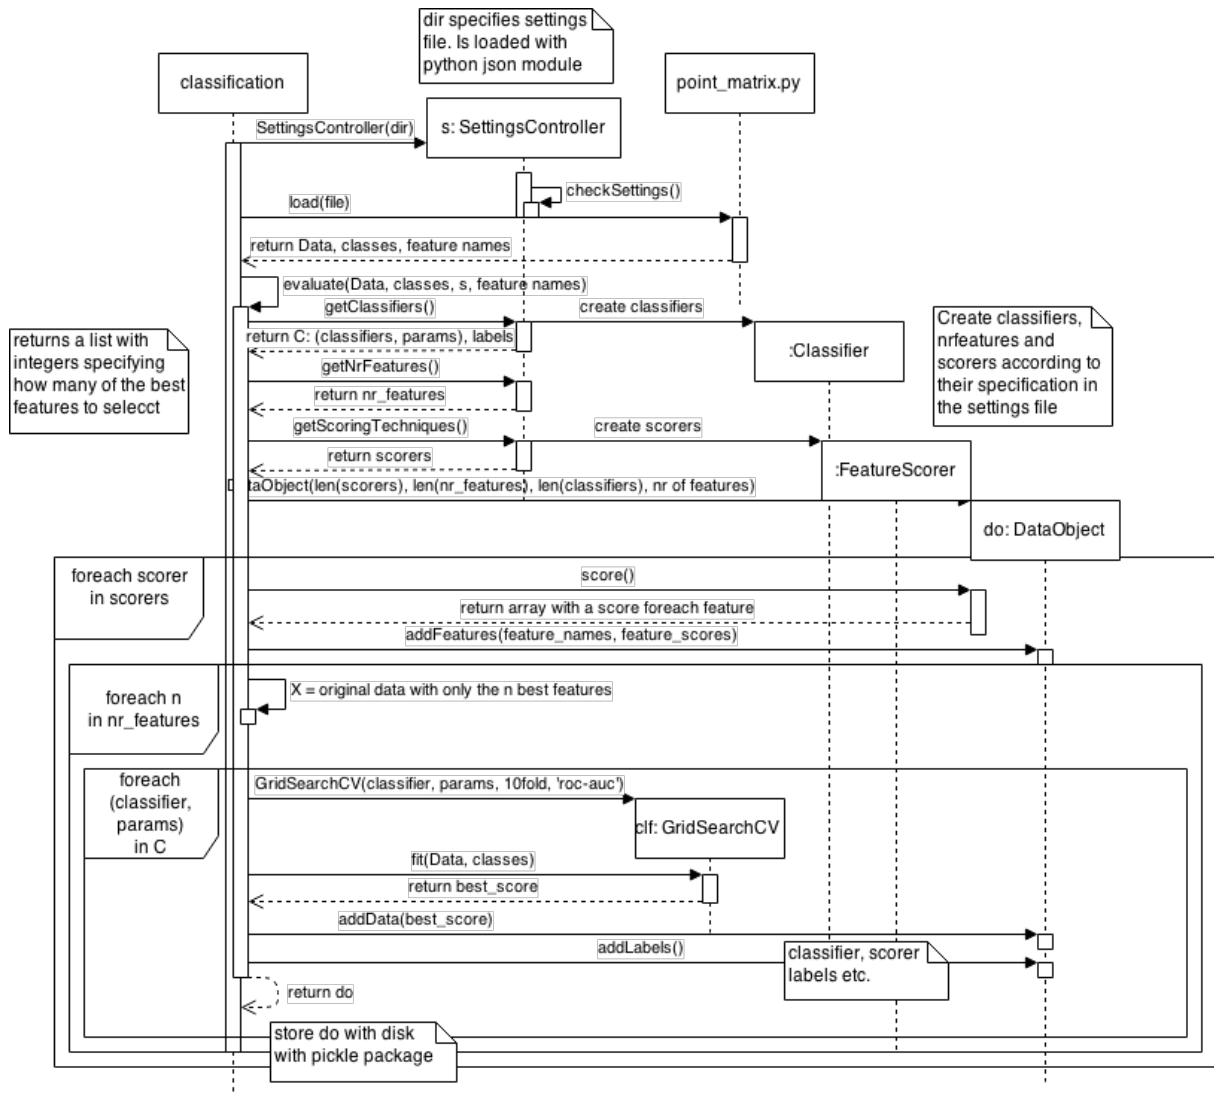 dir specifies settings
file. Is loaded with
python json module
classification
point_matrix.py
SettingsController(dir)
s: SettingsController
checkSettings()
load(file)
return Data, classes, feature names
evaluate(Data, classes, s, feature names)
getClassifiers()
create classifiers
return C: (classifiers, params), labels
:Classifier
Create classifiers,
nrfeatures and
scorers according to
their specification in
the settings file
returns a list with
integers specifying
how many of the best
features to selecct
getNrFeatures()
return nr_features
getScoringTechniques()
create scorers
return scorers
:FeatureScorer
taObject(len(scorers), len(nr_features), len(classifiers), nr of features)
do: DataObject
foreach scorer
in scorers
score()
return array with a score foreach feature
addFeatures(feature_names, feature_scores)
foreach n
in nr_features
X = original data with only the n best features
foreach
(classifier,
params)
in C
GridSearchCV(classifier, params, 10fold, 'roc-auc')
clf: GridSearchCV
fit(Data, classes)
return best_score
addData(best_score)
addLabels()
classifier, scorer
labels etc.
return do
store do with disk
with pickle package